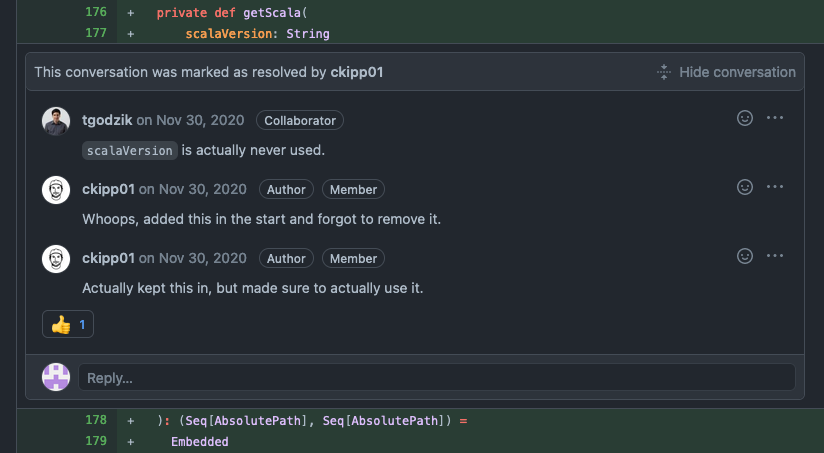 176 + private def getScala(
177 + scalaVersion: String
This conversation was marked as resolved by ckipp01 Hide conversation
tgodzik on Nov 30, 2020 Collaborator
scalaVersion is actually never used.
ckipp01 on Nov 30, 2020 Author Member
Whoops, added this in the start and forgot to remove it.
ckipp01 on Nov 30, 2020 Author Member
Actually kept this in, but made sure to actually use it.
👍 1
Reply...
178 + ): (Seq[AbsolutePath], Seq[AbsolutePath]) =
179 + Embedded